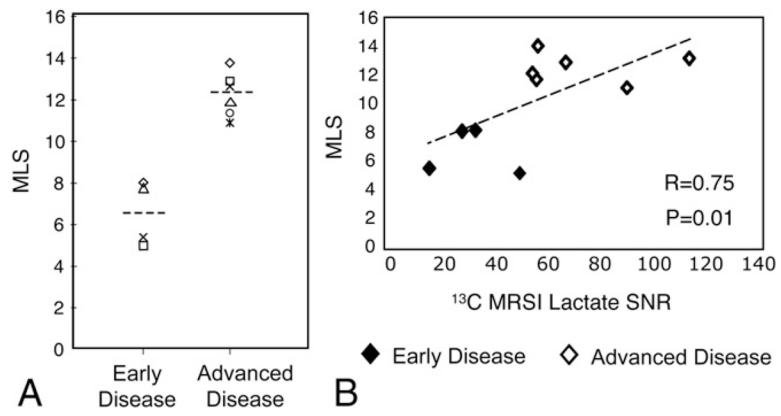 16
14
12
10
8
6
4
2
0
MLS
Early
Disease
Advanced
Disease
A
16
14
12
10
8
6
4
2
0
MLS
R=0.75
P=0.01
0 20 40 60 80 100 120 140
¹³C MRSI Lactate SNR
B
Early Disease
Advanced Disease